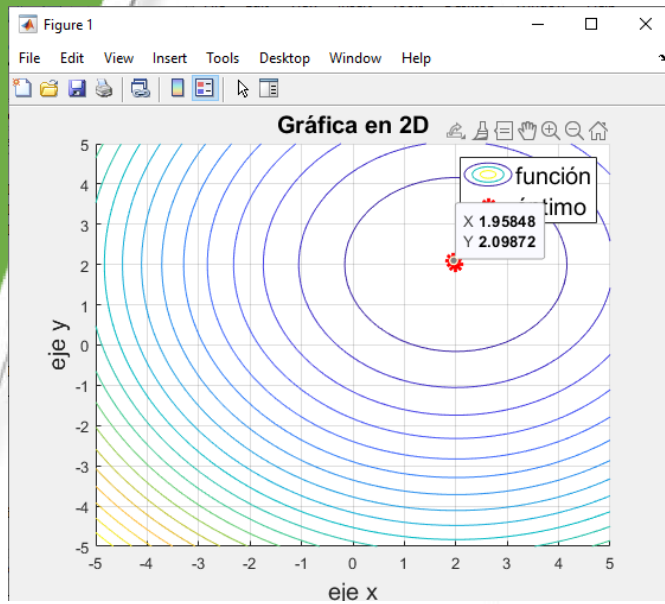 Figure 1
File Edit View Insert Tools Desktop Window Help
Gráfica en 2D
función
X 1.95848
Y 2.09872
5
4
3
2
1
0
-1
-2
-3
-4
-5
eje y
-5 -4 -3 -2 -1 0 1 2 3 4 5
eje x